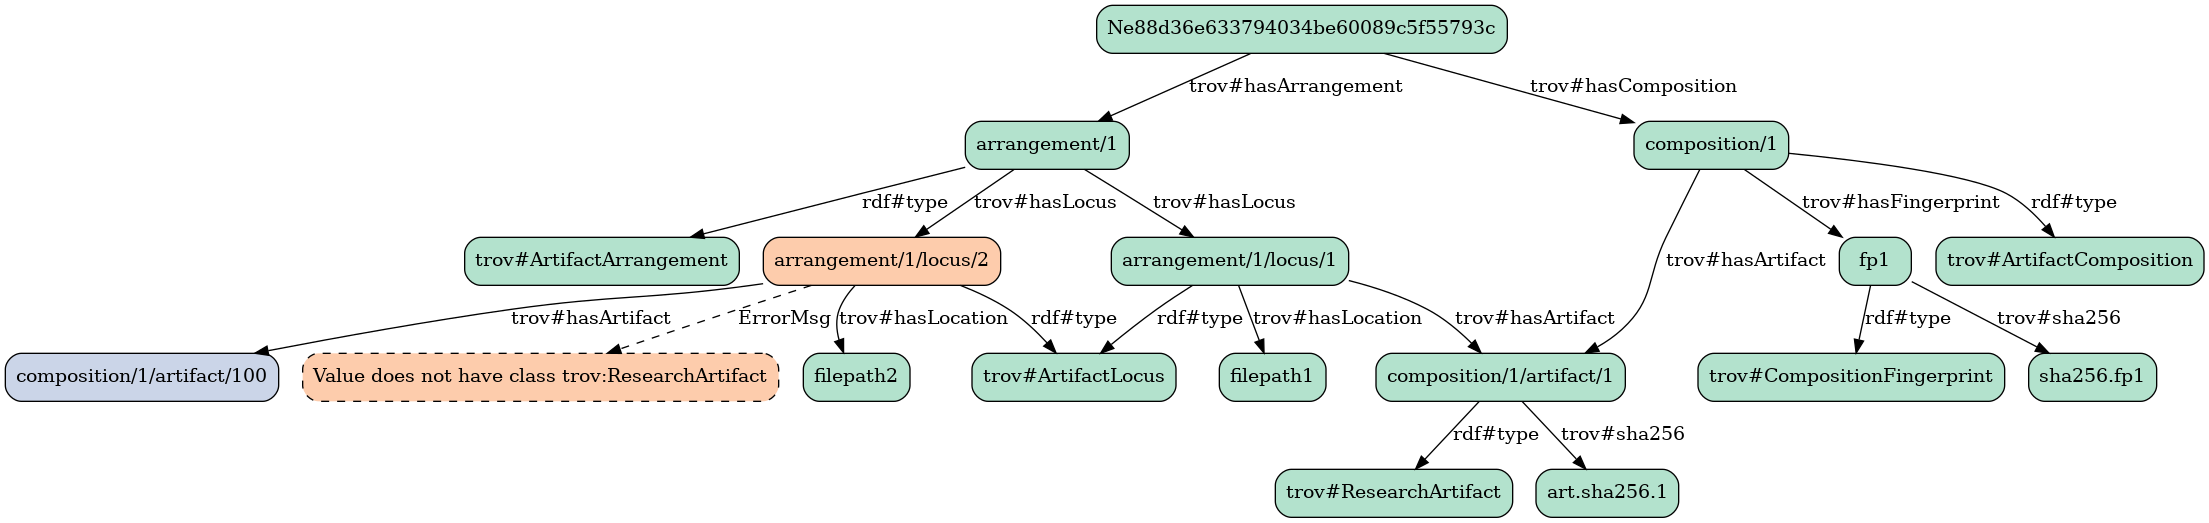 Ne88d36e633794034be60089c5f55793c
trov#hasArrangement
trov#hasComposition
arrangement/1
composition/1
rdf#type
trov#hasLocus
trov#hasLocus
trov#hasFingerprint
rdf#type
trov#ArtifactArrangement
arrangement/1/locus/2
arrangement/1/locus/1
trov#hasArtifact
fp1
trov#ArtifactComposition
trov#hasArtifact
ErrorMsg
trov#hasLocation
rdf#type
rdf#type
trov#hasLocation
trov#hasArtifact
rdf#type
trov#sha256
composition/1/artifact/100
Value does not have class trov:ResearchArtifact
filepath2
trov#ArtifactLocus
filepath1
composition/1/artifact/1
trov#CompositionFingerprint
sha256.fp1
rdf#type
trov#sha256
trov#ResearchArtifact
art.sha256.1